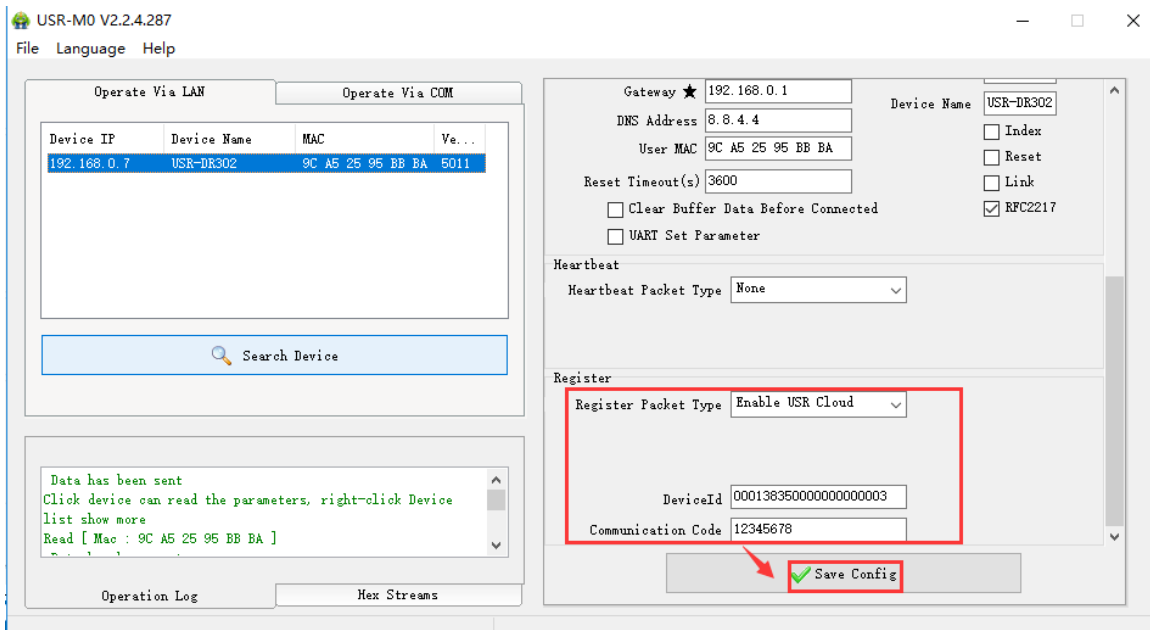 USR-M0 V2.2.4.287
File Language Help
Operate Via LAN Operate Via COM
Device IP Device Name MAC Ve...
192.168.0.7 USR-DR302 9C A5 25 95 BB BA 5011
Search Device
Data has been sent
Click device can read the parameters, right-click Device
list show more
Read [ Mac : 9C A5 25 95 BB BA ]
Operation Log Hex Streams
Gateway ★ 192.168.0.1
DNS Address 8.8.4.4
User MAC 9C A5 25 95 BB BA
Reset Timeout(s) 3600
Clear Buffer Data Before Connected
UART Set Parameter
Device Name USR-DR302
Index
Reset
Link
RFC2217
Heartbeat
Heartbeat Packet Type None
Register
Register Packet Type Enable USR Cloud
DeviceId 00013835000000000003
Communication Code 12345678
Save Config